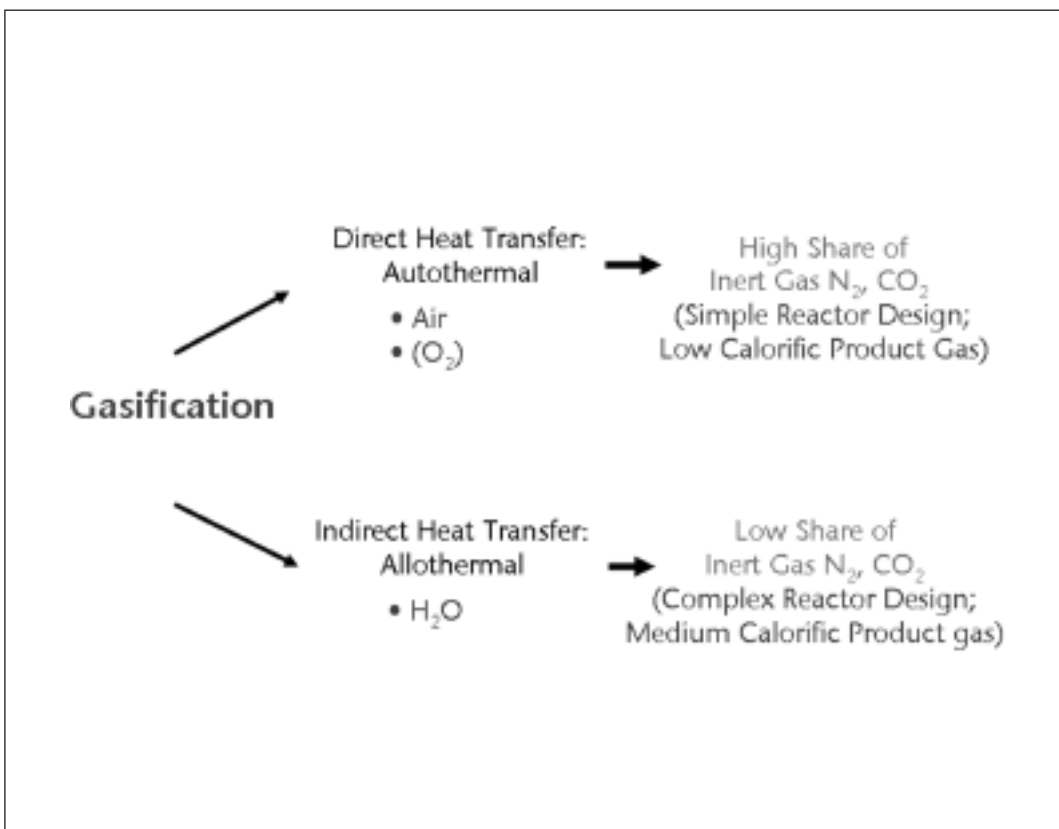 Gasification
Direct Heat Transfer:
Autothermal
• Air
• (O₂)
High Share of
Inert Gas N₂, CO₂
(Simple Reactor Design;
Low Calorific Product Gas)
Indirect Heat Transfer:
Allothermal
• H₂O
Low Share of
Inert Gas N₂, CO₂
(Complex Reactor Design;
Medium Calorific Product gas)